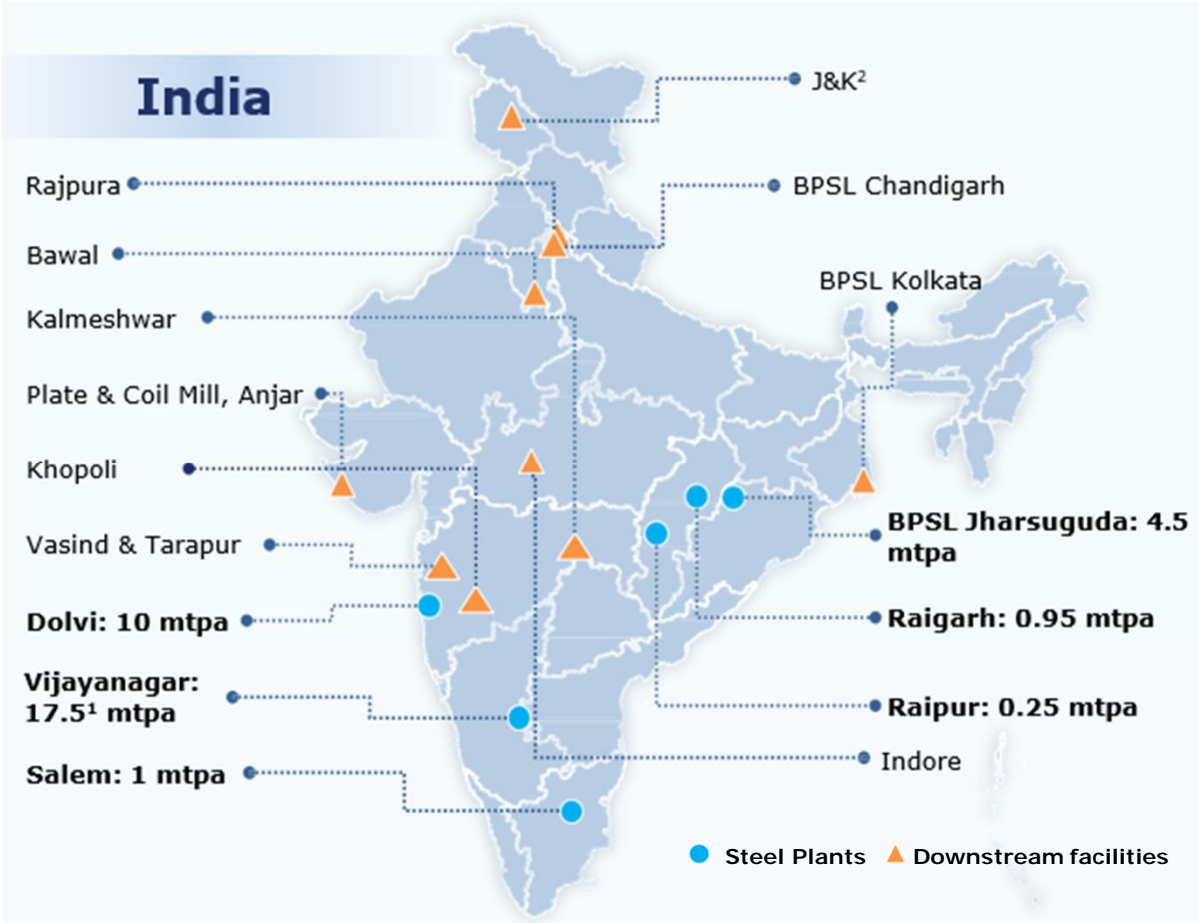 India
J&K²
Rajpura
BPSL Chandigarh
Bawal
BPSL Kolkata
Kalmeshwar
Plate & Coil Mill, Anjar
Khopoli
BPSL Jharsuguda: 4.5
mtpa
Vasind & Tarapur
Dolvi: 10 mtpa
Raigarh: 0.95 mtpa
Vijayanagar:
17.5¹ mtpa
Raipur: 0.25 mtpa
Salem: 1 mtpa
Indore
Steel Plants
Downstream facilities